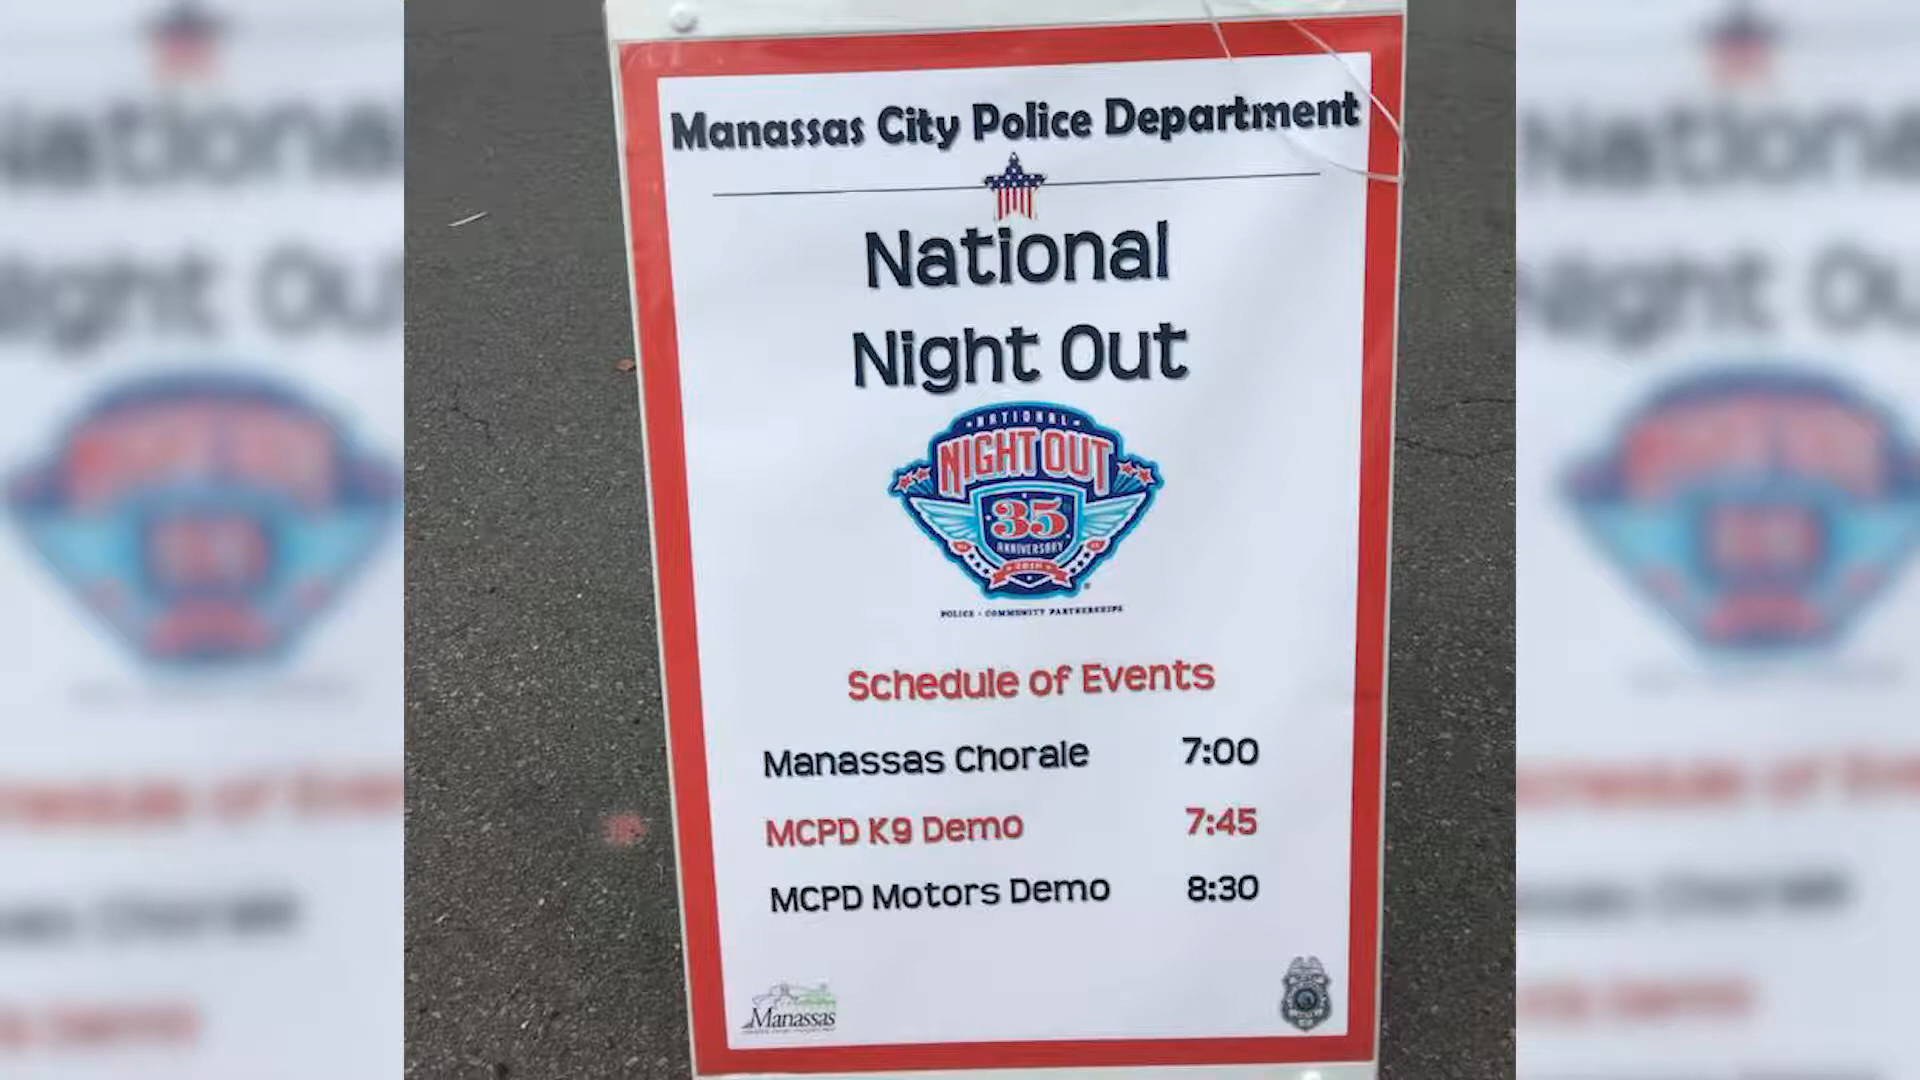 Manassas City Police Department
National
Night Out
NATIONAL
NIGHT OUT
35
ANNIVERSARY
POLICE · COMMUNITY PARTNERSHIPS
Schedule of Events
Manassas Chorale 7:00
MCPD K9 Demo 7:45
MCPD Motors Demo 8:30
Manassas